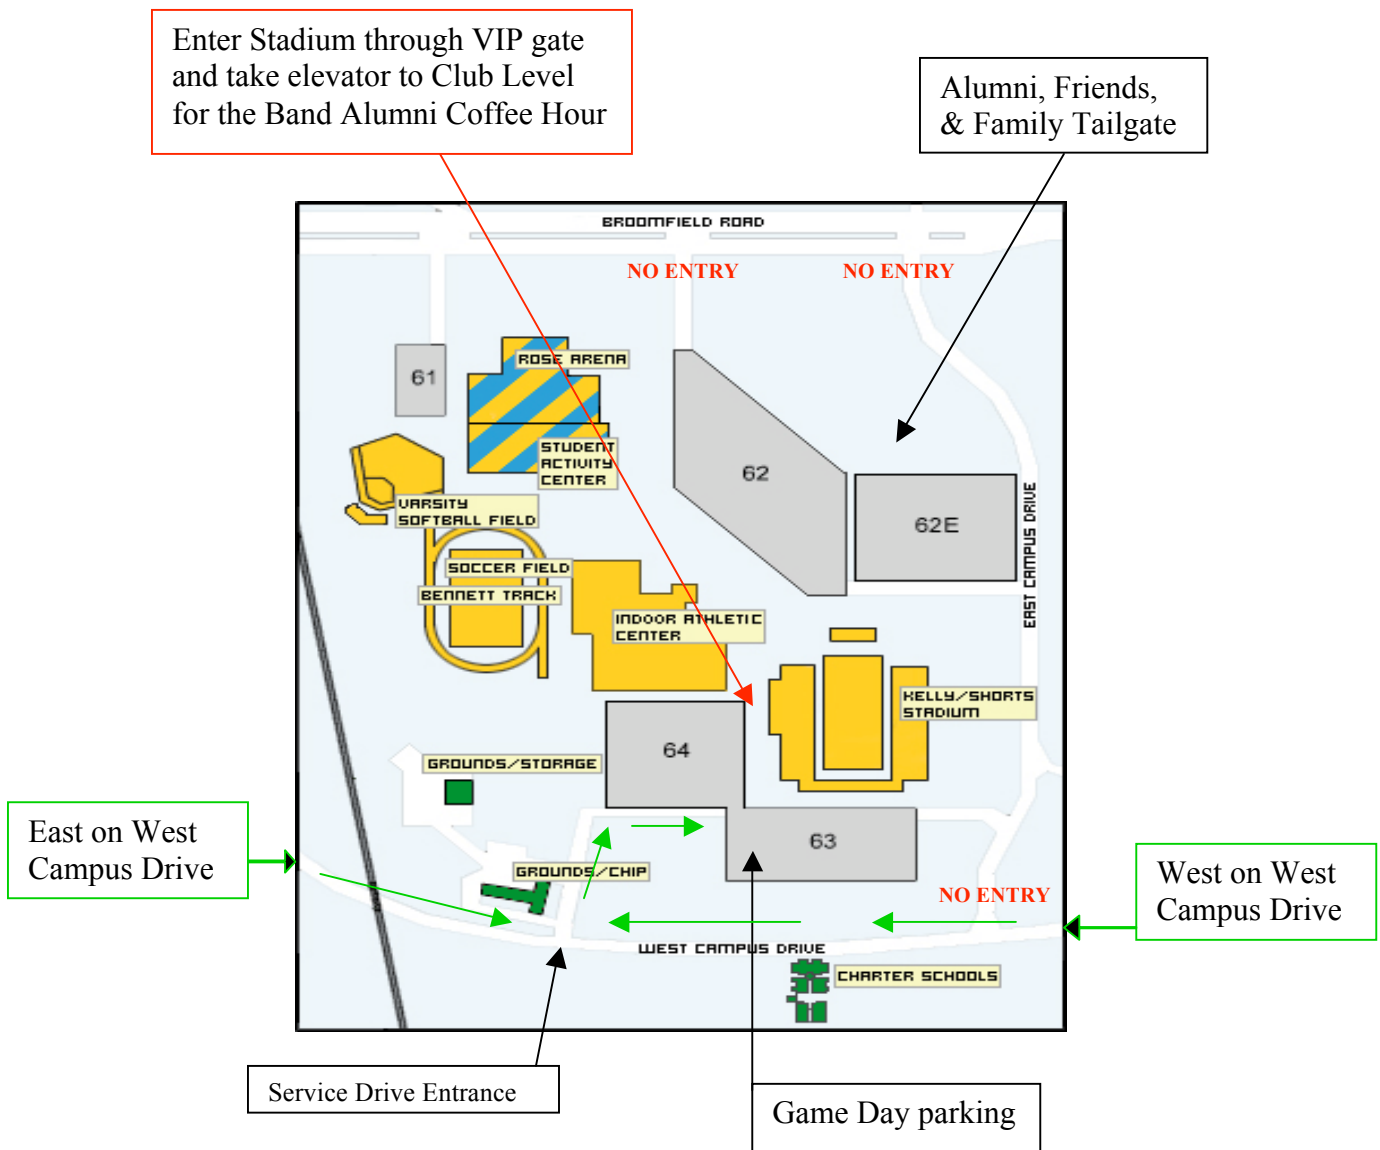 Enter Stadium through VIP gate
and take elevator to Club Level
for the Band Alumni Coffee Hour
Alumni, Friends,
& Family Tailgate
BROOMFIELD ROAD
NO ENTRY
NO ENTRY
ROSE ARENA
61
STUDENT
ACTIVITY
CENTER
62
VARSITY
SOFTBALL FIELD
62E
EAST CAMPUS DRIVE
SOCCER FIELD
BENNETT TRACK
INDOOR ATHLETIC
CENTER
KELLY/SHORTS
STADIUM
64
GROUNDS/STORAGE
East on West
Campus Drive
63
GROUNDS/CHIP
NO ENTRY
West on West
Campus Drive
WEST CAMPUS DRIVE
CHARTER SCHOOLS
Service Drive Entrance
Game Day parking